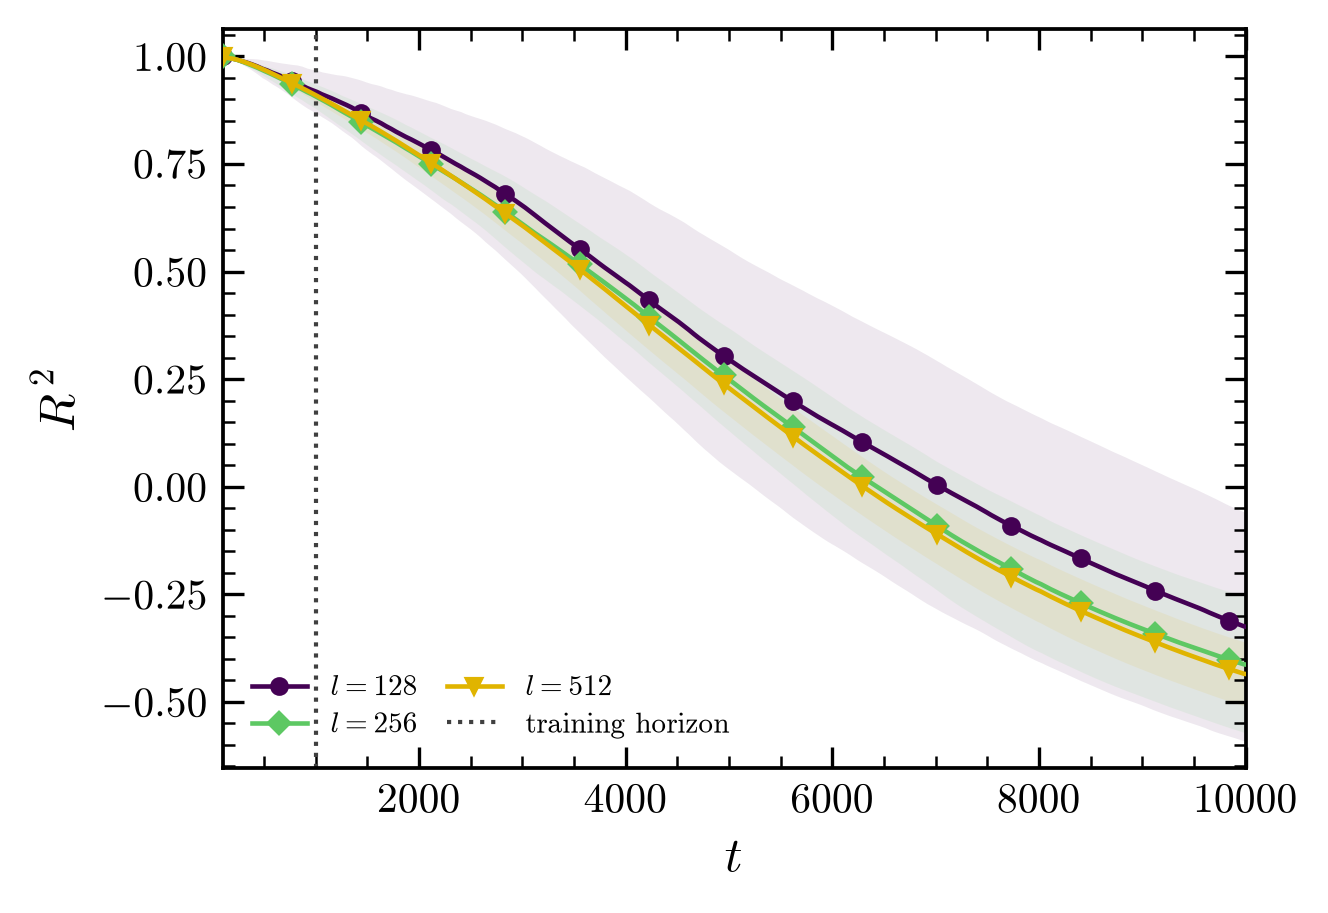 1.00
0.75
0.50
0.25
0.00
−0.25
−0.50
R²
l = 128
l = 512
l = 256
training horizon
2000 4000 6000 8000 10000
t